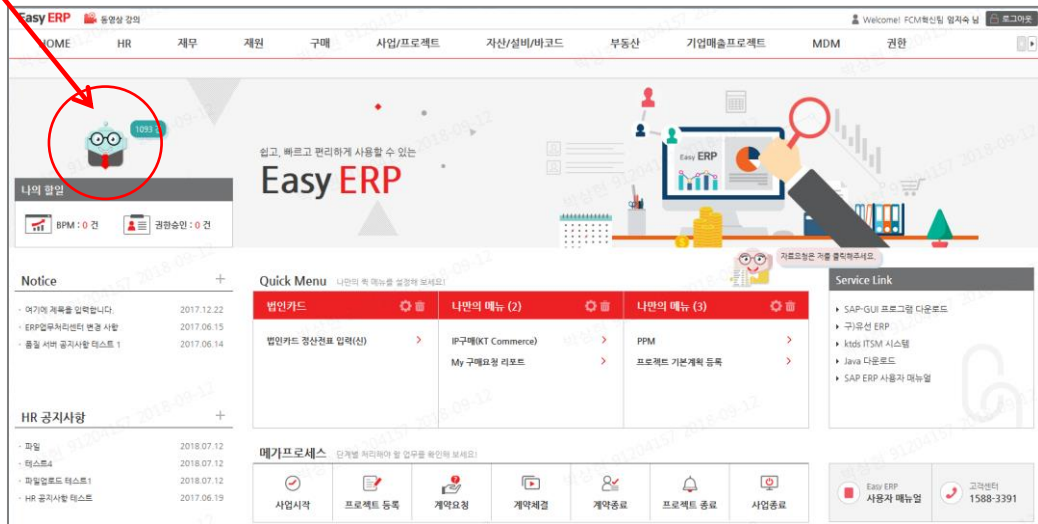 Easy ERP 동영상 강의
Welcome! FCM혁신팀 엄지숙 님 로그아웃
HOME HR 재무 재원 구매 사업/프로젝트 자산/설비/바코드 부동산 기업매출프로젝트 MDM 권한
1093 건
쉽고, 빠르고 편리하게 사용할 수 있는
Easy ERP
Easy ERP
나의 할일
BPM : 0 건 권한승인 : 0 건
자료요청은 저를 클릭해주세요.
Notice
여기에 제목을 입력합니다. 2017.12.22
ERP업무처리센터 변경 사항 2017.06.15
품질 서버 공지사항 테스트 1 2017.06.14
HR 공지사항
파일 2018.07.12
테스트4 2018.07.12
파일업로드 테스트1 2018.07.12
HR 공지사항 테스트 2017.06.19
Quick Menu 나만의 퀵 메뉴를 설정해 보세요!
법인카드
법인카드 정산전표 입력(신)
나만의 메뉴 (2)
IP구매(KT Commerce)
My 구매요청 리포트
나만의 메뉴 (3)
PPM
프로젝트 기본계획 등록
Service Link
SAP-GUI 프로그램 다운로드
구)유선 ERP
ktds ITSM 시스템
Java 다운로드
SAP ERP 사용자 매뉴얼
메가프로세스 단계별 처리해야 할 업무를 확인해 보세요!
사업시작 프로젝트 등록 계약요청 계약체결 계약종료 프로젝트 종료 사업종료
Easy ERP
사용자 매뉴얼
고객센터
1588-3391